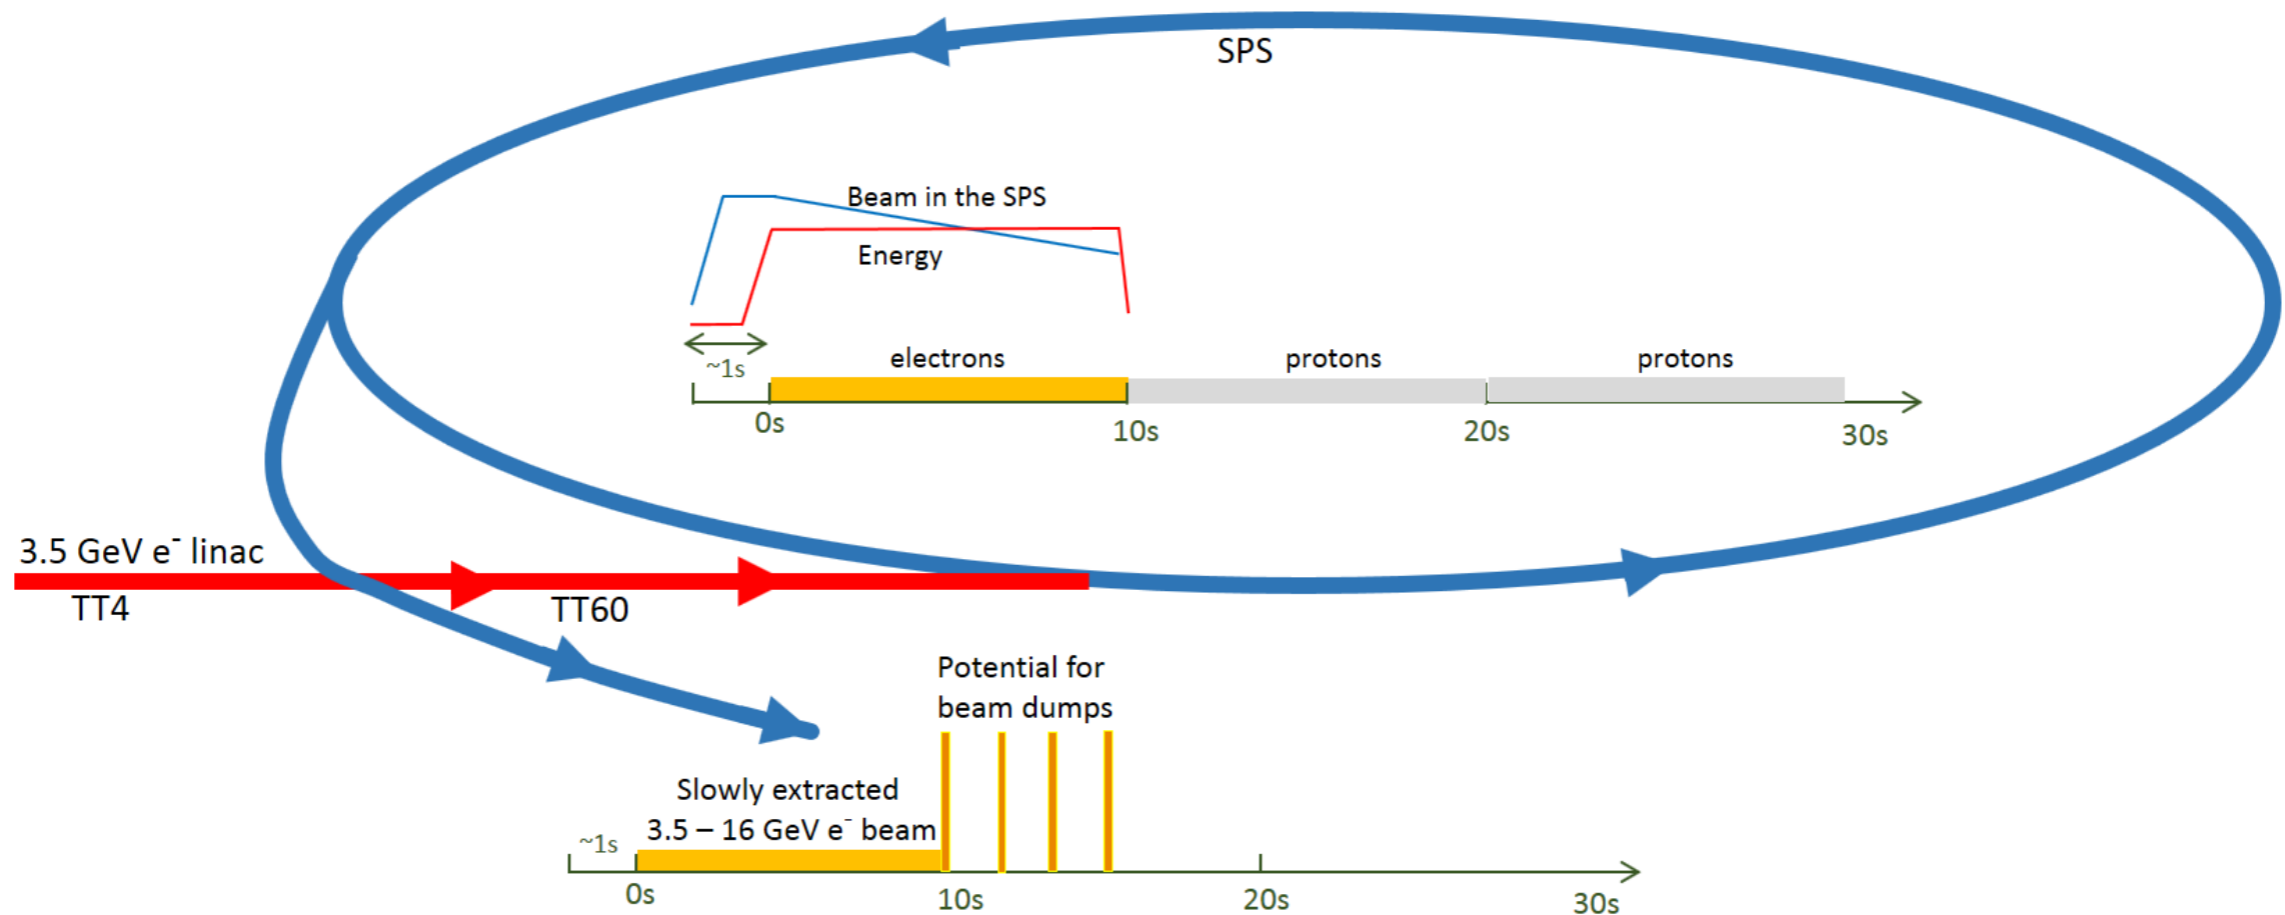 SPS
Beam in the SPS
Energy
~1s
electrons
protons
protons
0s
10s
20s
30s
3.5 GeV e⁻ linac
TT4
TT60
Potential for
beam dumps
Slowly extracted
3.5 – 16 GeV e⁻ beam
~1s
0s
10s
20s
30s